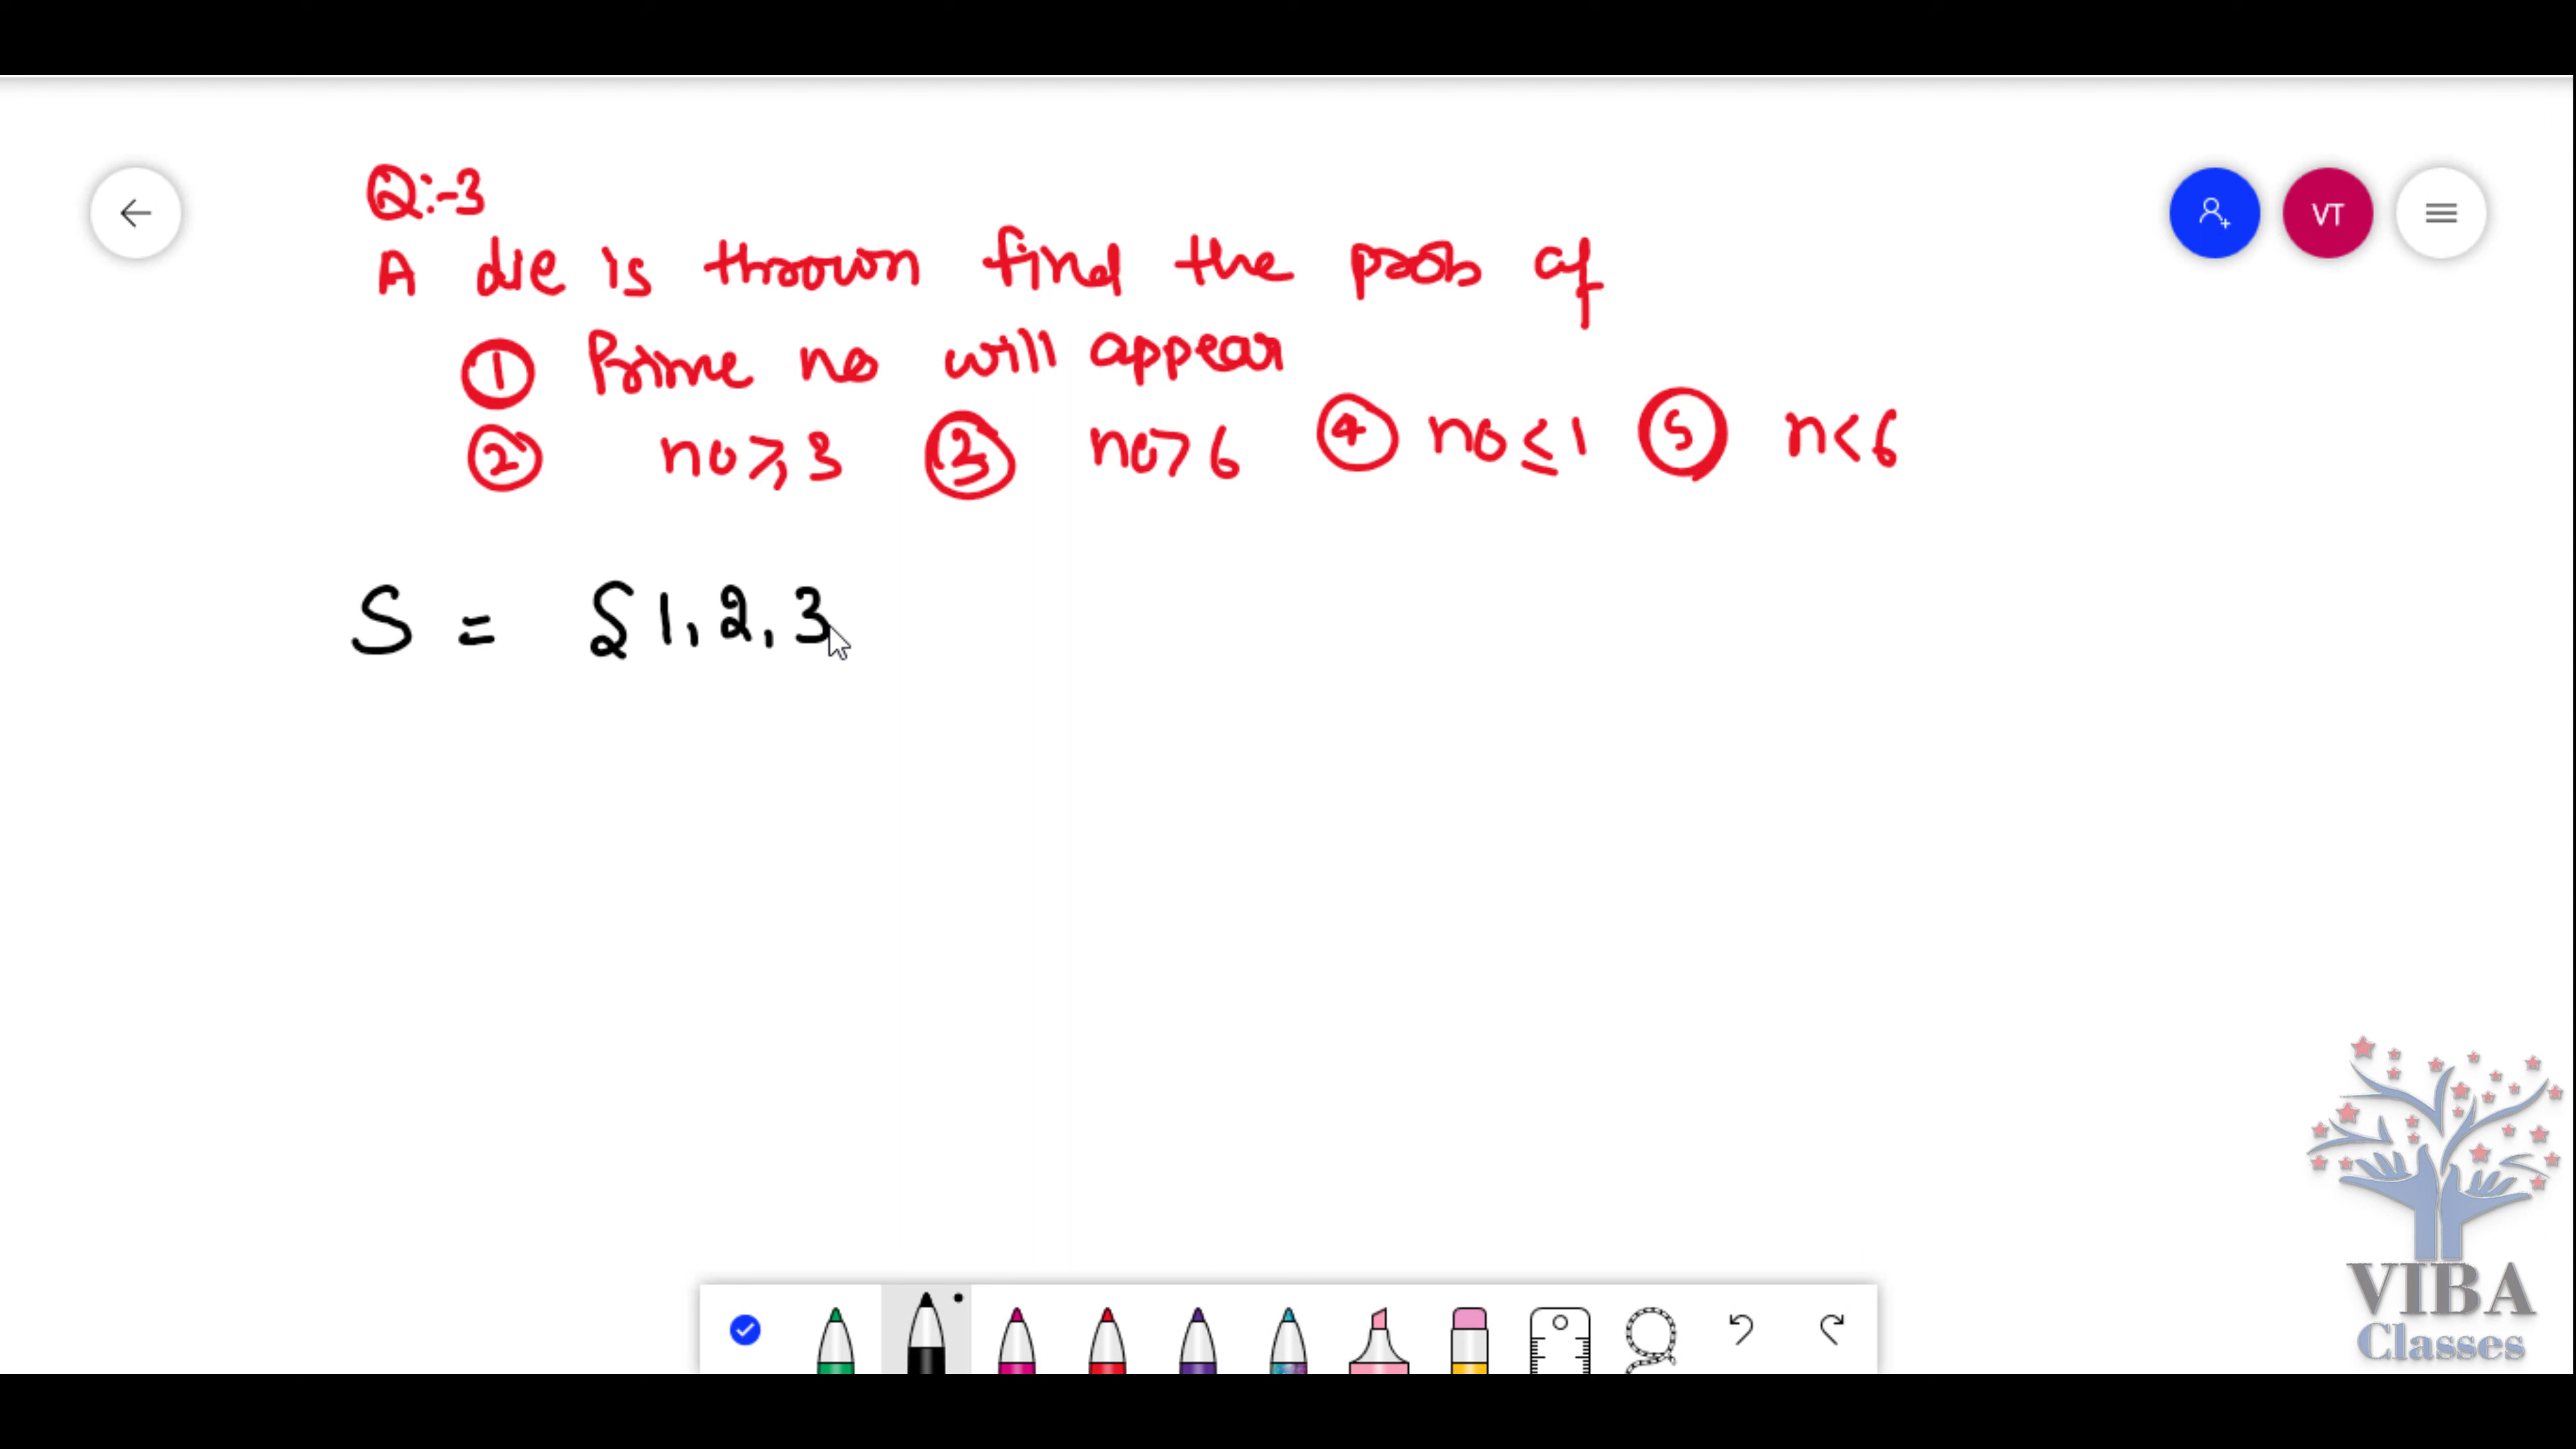 Q:-3
VT
A die is thrown find the prob of
① Prime no will appear
② no ≥ 3 ③ no > 6 ④ no ≤ 1 ⑤ n < 6
S = { 1, 2, 3
VIBA
Classes